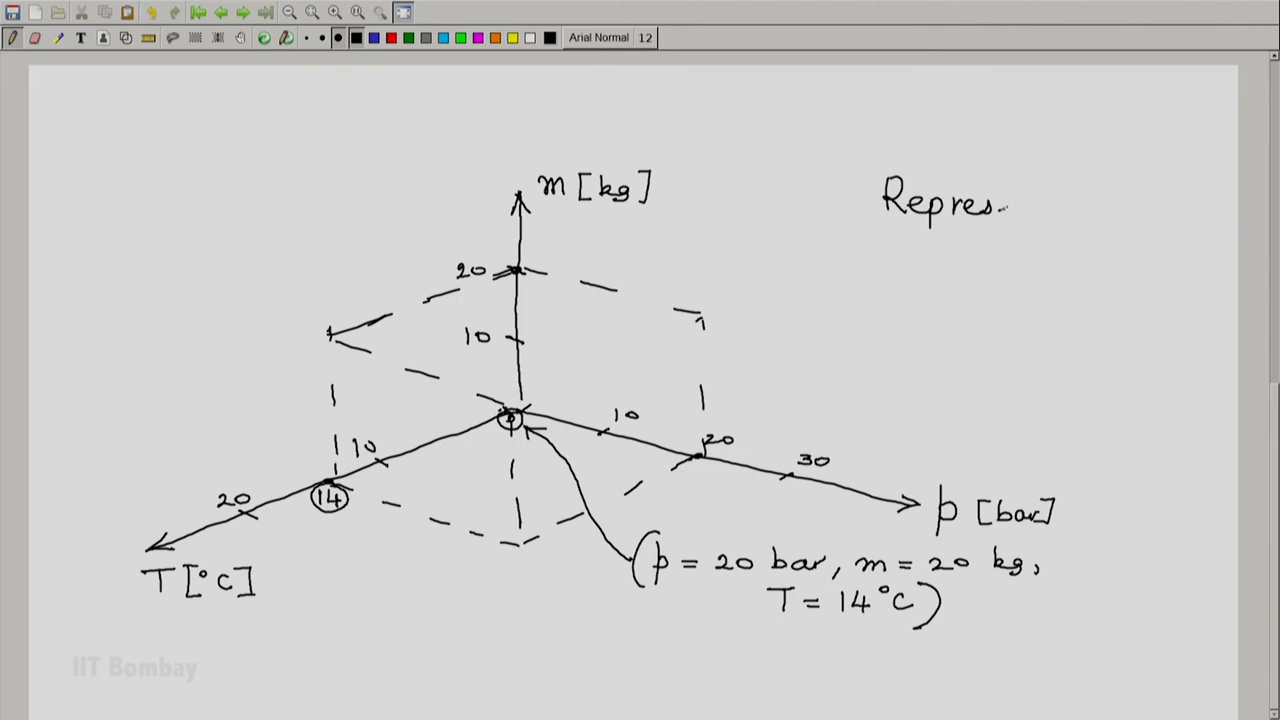 Arial Normal 12
m [kg]
Repres
20
10
10
20
30
10
14
20
p [bar]
T [°C]
(p = 20 bar, m = 20 kg,
T = 14°C)
IIT Bombay